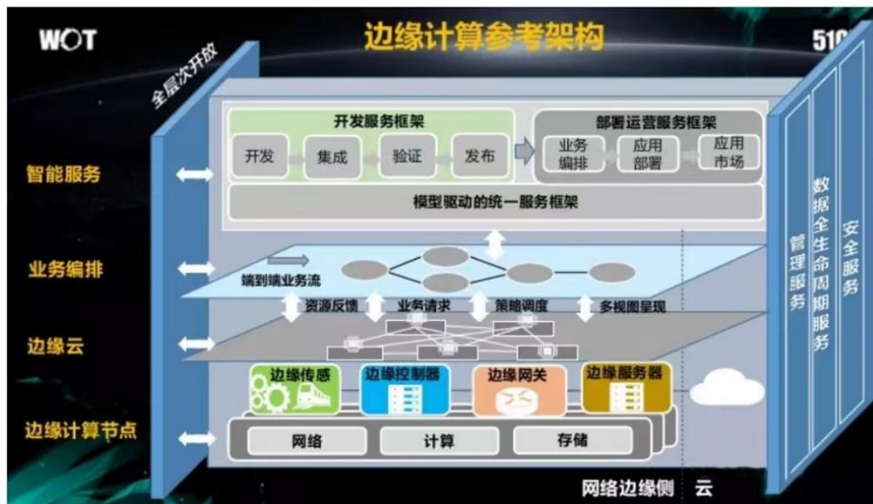 WOT
边缘计算参考架构
510
全层次开放
开发服务框架
开发
集成
验证
发布
部署运营服务框架
业务
编排
应用
部署
应用
市场
模型驱动的统一服务框架
智能服务
业务编排
端到端业务流
资源反馈
业务请求
策略调度
多视图呈现
边缘云
边缘传感
边缘控制器
边缘网关
边缘服务器
边缘计算节点
网络
计算
存储
管理服务
数据全生命周期服务
安全服务
网络边缘侧
云